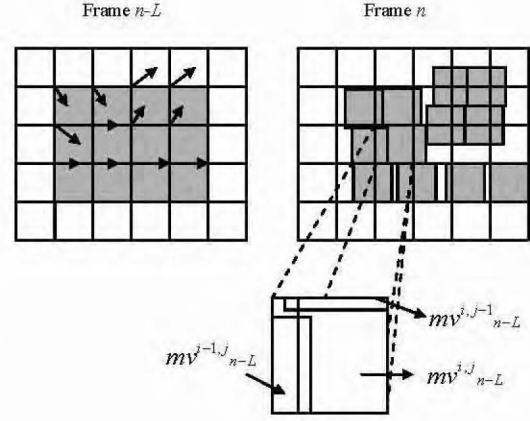 Frame n-L
Frame n
mv^{i,j-1}_{n-L}
mv^{i-1,j}_{n-L}
mv^{i,j}_{n-L}